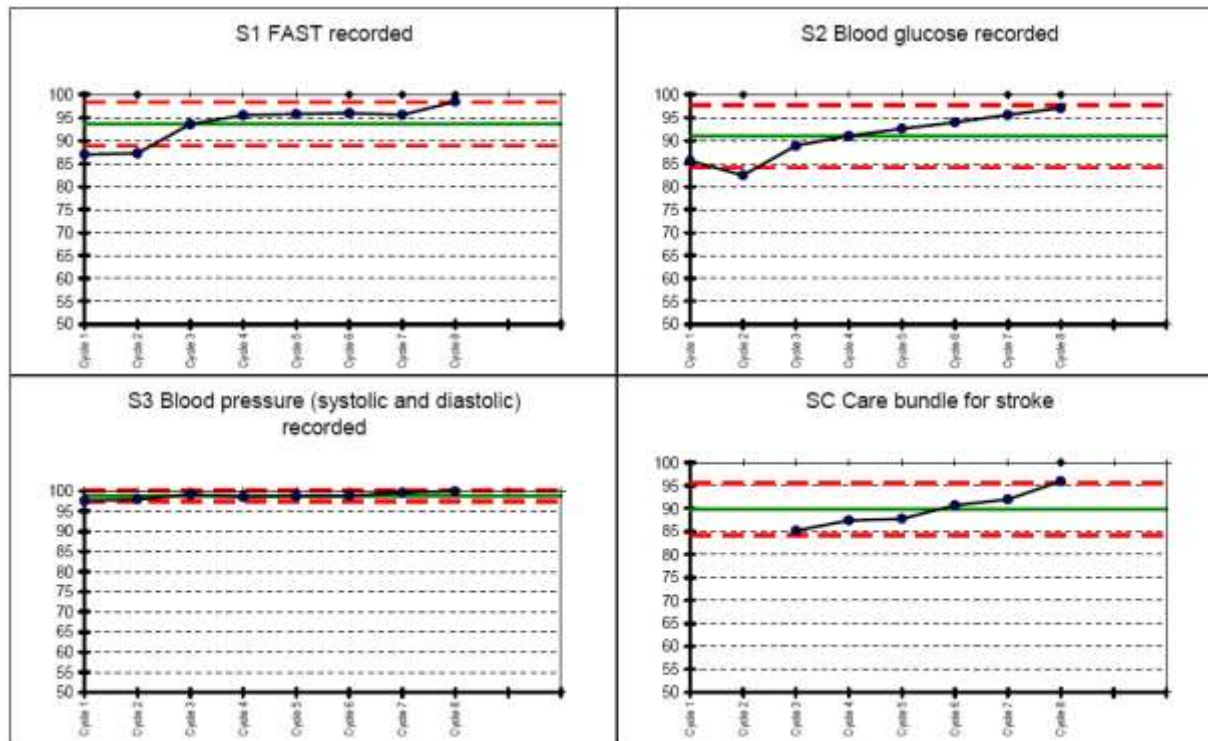 S1 FAST recorded
100
95
90
85
80
75
70
65
60
55
50
Cycle 1
Cycle 2
Cycle 3
Cycle 4
Cycle 5
Cycle 6
Cycle 7
Cycle 8
S2 Blood glucose recorded
100
95
90
85
80
75
70
65
60
55
50
Cycle 1
Cycle 2
Cycle 3
Cycle 4
Cycle 5
Cycle 6
Cycle 7
Cycle 8
S3 Blood pressure (systolic and diastolic)
recorded
100
95
90
85
80
75
70
65
60
55
50
Cycle 1
Cycle 2
Cycle 3
Cycle 4
Cycle 5
Cycle 6
Cycle 7
Cycle 8
SC Care bundle for stroke
100
95
90
85
80
75
70
65
60
55
50
Cycle 1
Cycle 2
Cycle 3
Cycle 4
Cycle 5
Cycle 6
Cycle 7
Cycle 8